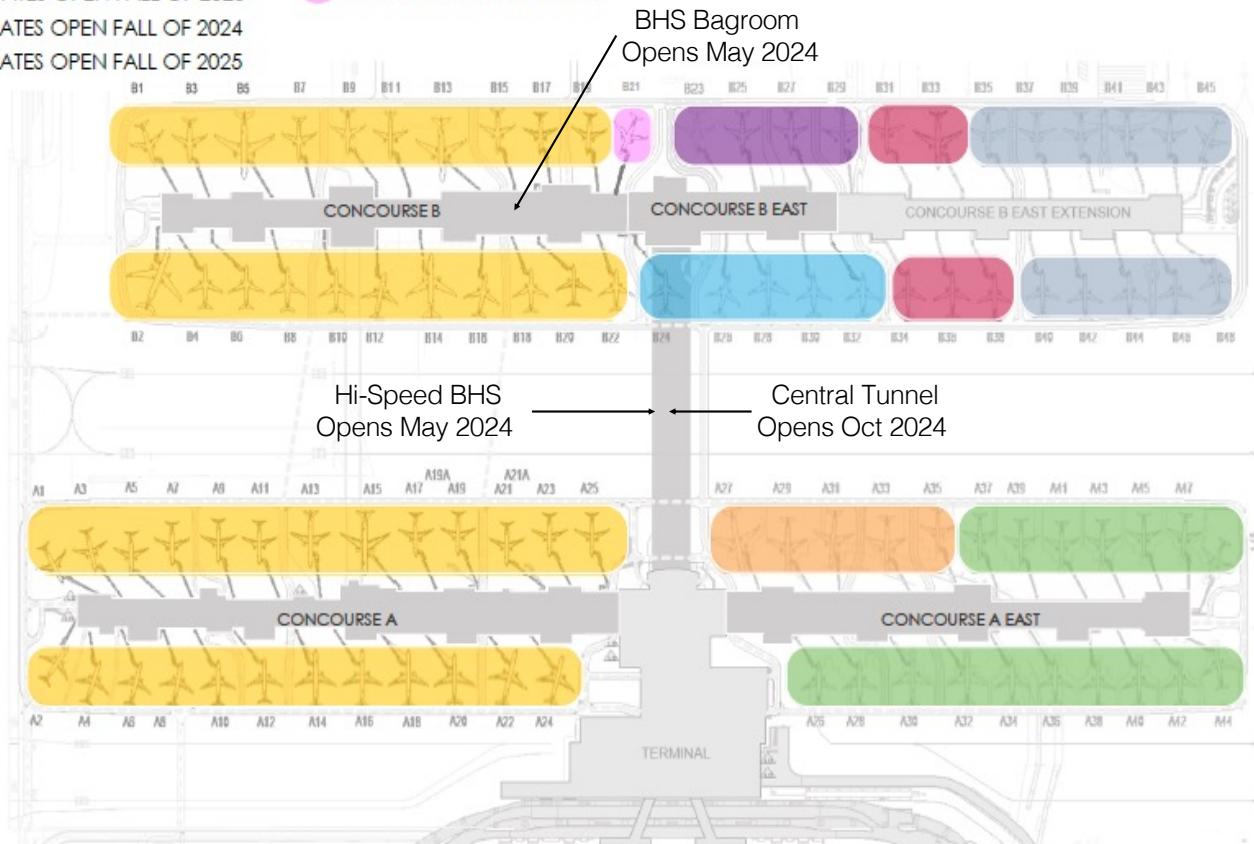 ATES OPEN FALL OF 2024
ATES OPEN FALL OF 2025
BHS Bagroom
Opens May 2024
B1 B3 B5 B7 B9 B11 B13 B15 B17 B19 B21 B23 B25 B27 B29 B31 B33 B35 B37 B39 B41 B43 B45
CONCOURSE B
CONCOURSE B EAST
CONCOURSE B EAST EXTENSION
B2 B4 B6 B8 B10 B12 B14 B16 B18 B20 B22 B24 B26 B28 B30 B32 B34 B36 B38 B40 B42 B44 B46 B48
Hi-Speed BHS
Opens May 2024
Central Tunnel
Opens Oct 2024
A19A A21A
A1 A3 A5 A7 A9 A11 A13 A15 A17 A19 A21 A23 A25 A27 A29 A31 A33 A35 A37 A39 A41 A43 A45 A47
CONCOURSE A
CONCOURSE A EAST
A2 A4 A6 A8 A10 A12 A14 A16 A18 A20 A22 A24 A26 A28 A30 A32 A34 A36 A38 A40 A42 A44
TERMINAL